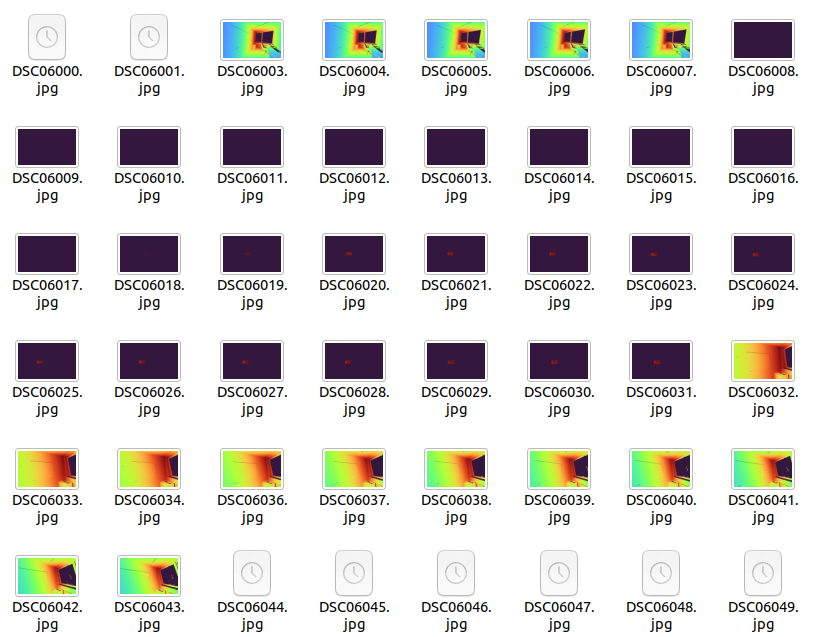 DSC06000. DSC06001. DSC06003. DSC06004. DSC06005. DSC06006. DSC06007. DSC06008.
jpg jpg jpg jpg jpg jpg jpg jpg
DSC06009. DSC06010. DSC06011. DSC06012. DSC06013. DSC06014. DSC06015. DSC06016.
jpg jpg jpg jpg jpg jpg jpg jpg
DSC06017. DSC06018. DSC06019. DSC06020. DSC06021. DSC06022. DSC06023. DSC06024.
jpg jpg jpg jpg jpg jpg jpg jpg
DSC06025. DSC06026. DSC06027. DSC06028. DSC06029. DSC06030. DSC06031. DSC06032.
jpg jpg jpg jpg jpg jpg jpg jpg
DSC06033. DSC06034. DSC06036. DSC06037. DSC06038. DSC06039. DSC06040. DSC06041.
jpg jpg jpg jpg jpg jpg jpg jpg
DSC06042. DSC06043. DSC06044. DSC06045. DSC06046. DSC06047. DSC06048. DSC06049.
jpg jpg jpg jpg jpg jpg jpg jpg